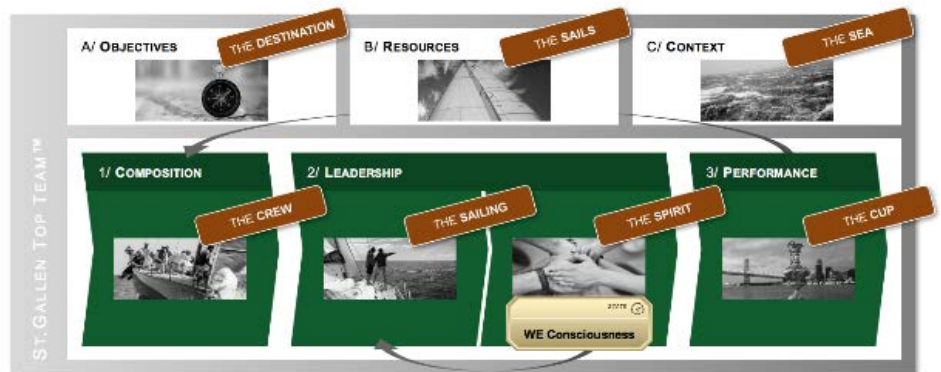 ST.GALLEN TOP TEAM™
A/ OBJECTIVES
THE DESTINATION
B/ RESOURCES
THE SAILS
C/ CONTEXT
THE SEA
1/ COMPOSITION
THE CREW
2/ LEADERSHIP
THE SAILING
THE SPIRIT
STATE
WE Consciousness
3/ PERFORMANCE
THE CUP